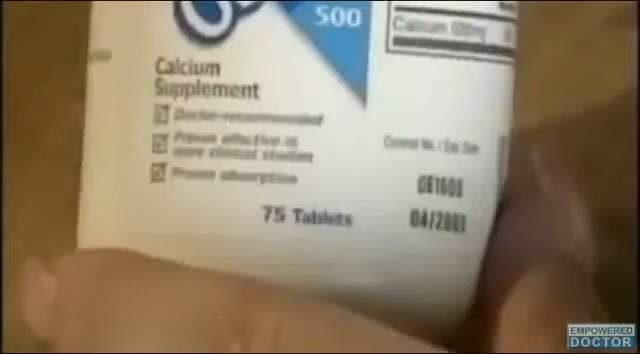 500
Calcium
Supplement
Doctor-recommended
Proven effective in
more clinical studies
Proven absorption
75 Tablets
Calcium 500mg
Control No. / Exp. Date
04/2003
EMPOWERED
DOCTOR